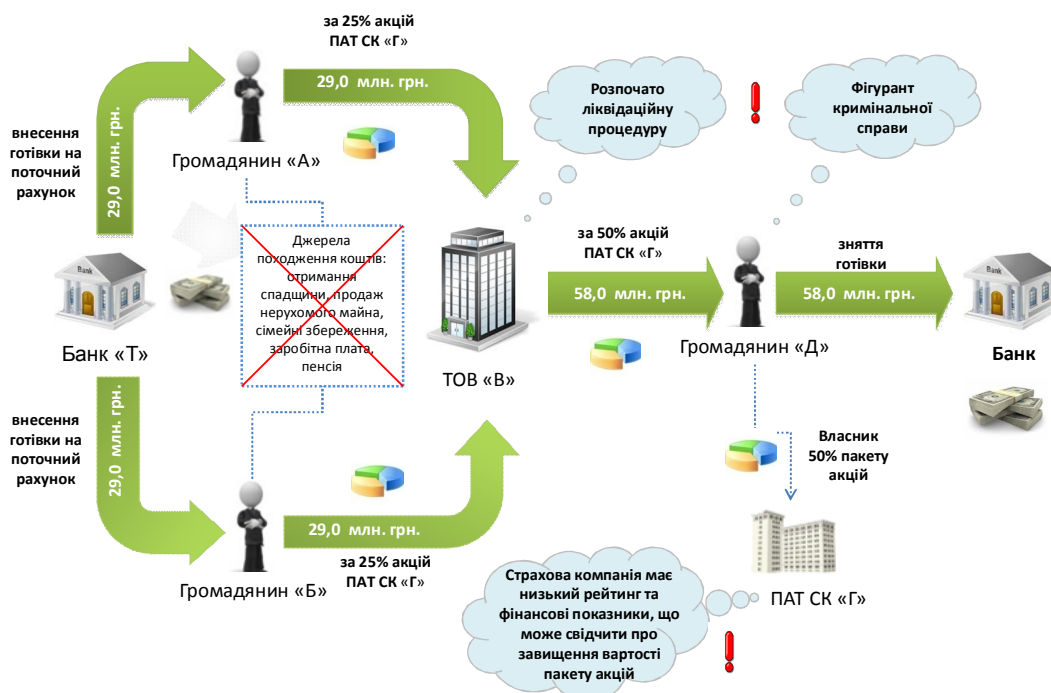 за 25% акцій
ПАТ СК «Г»
29,0 млн. грн.
внесення
готівки на
поточний
рахунок
29,0 млн. грн.
Громадянин «А»
Розпочато
ліквідаційну
процедуру
Фігурант
кримінальної
справи
Джерела
походження коштів:
отримання
спадщини, продаж
нерухомого майна,
сімейні збереження,
заробітна плата,
пенсія
за 50% акцій
ПАТ СК «Г»
58,0 млн. грн.
зняття
готівки
58,0 млн. грн.
Bank
Банк «Т»
ТОВ «В»
Громадянин «Д»
Bank
Банк
внесення
готівки на
поточний
рахунок
29,0 млн. грн.
Власник
50% пакету
акцій
29,0 млн. грн.
за 25% акцій
ПАТ СК «Г»
Громадянин «Б»
Страхова компанія має
низький рейтинг та
фінансові показники, що
може свідчити про
завищення вартості
пакету акцій
ПАТ СК «Г»